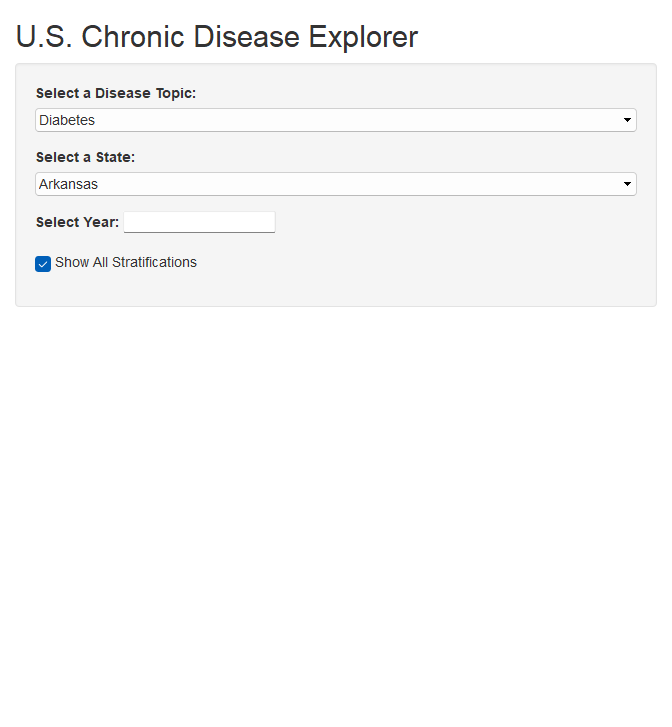 U.S. Chronic Disease Explorer
Select a Disease Topic:
Diabetes
Select a State:
Arkansas
Select Year:
Show All Stratifications